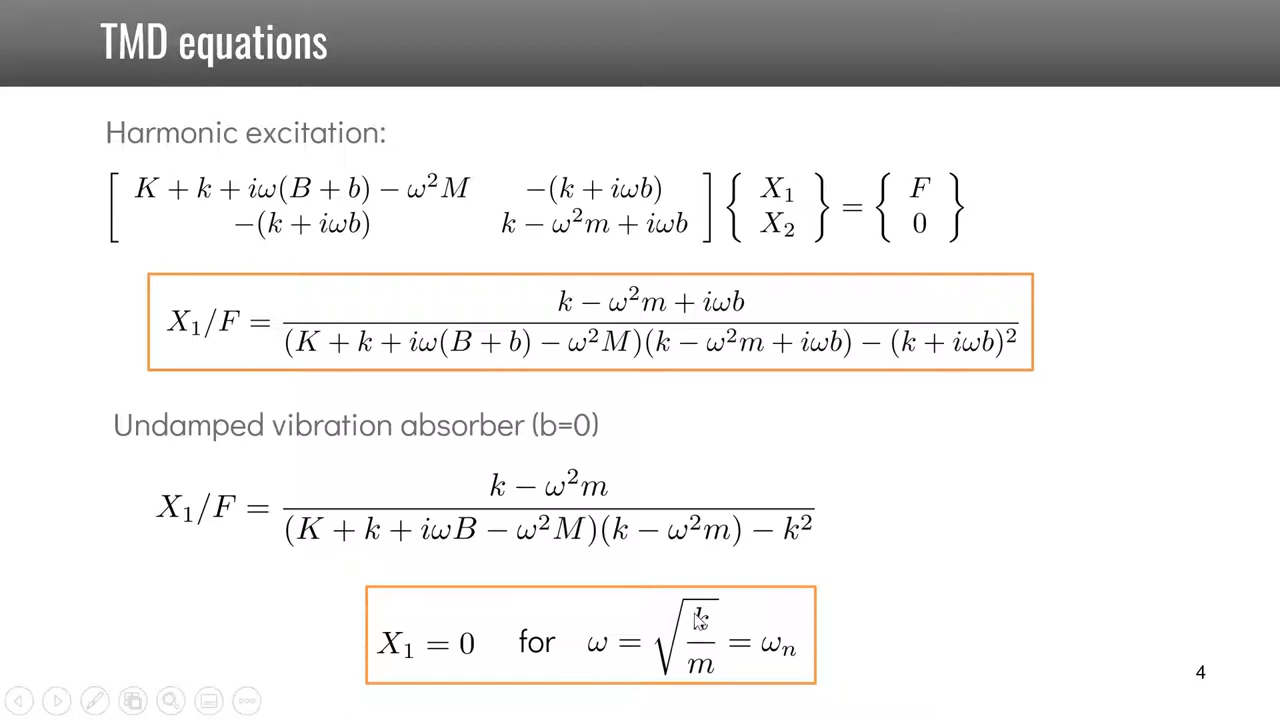 TMD equations
Harmonic excitation:
[ K + k + iω(B + b) − ω²M   −(k + iωb) ] { X₁ } = { F }
[ −(k + iωb)   k − ω²m + iωb ] { X₂ } = { 0 }
X₁/F = (k − ω²m + iωb) / ((K + k + iω(B + b) − ω²M)(k − ω²m + iωb) − (k + iωb)²)
Undamped vibration absorber (b=0)
X₁/F = (k − ω²m) / ((K + k + iωB − ω²M)(k − ω²m) − k²)
X₁ = 0 for ω = √(k/m) = ωₙ
4